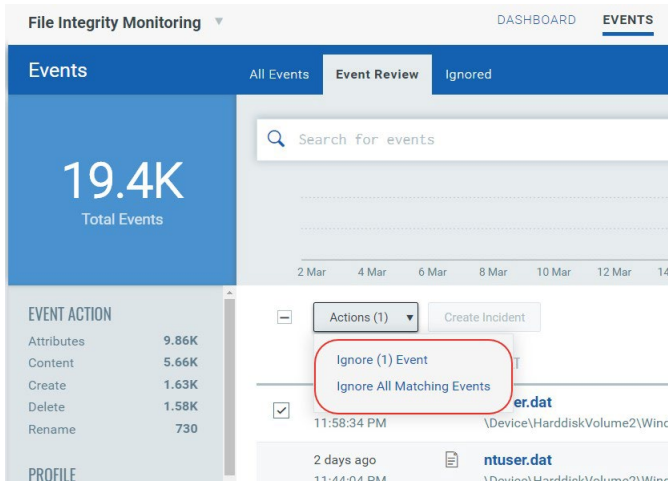 File Integrity Monitoring
DASHBOARD
EVENTS
Events
All Events
Event Review
Ignored
19.4K
Total Events
Search for events
2 Mar
4 Mar
6 Mar
8 Mar
10 Mar
12 Mar
14
EVENT ACTION
Attributes 9.86K
Content 5.66K
Create 1.63K
Delete 1.58K
Rename 730
PROFILE
Actions (1)
Create Incident
Ignore (1) Event
Ignore All Matching Events
er.dat
11:58:34 PM
\Device\HarddiskVolume2\Wind
2 days ago
ntuser.dat
11:44:04 PM
\Device\HarddiskVolume2\Wind